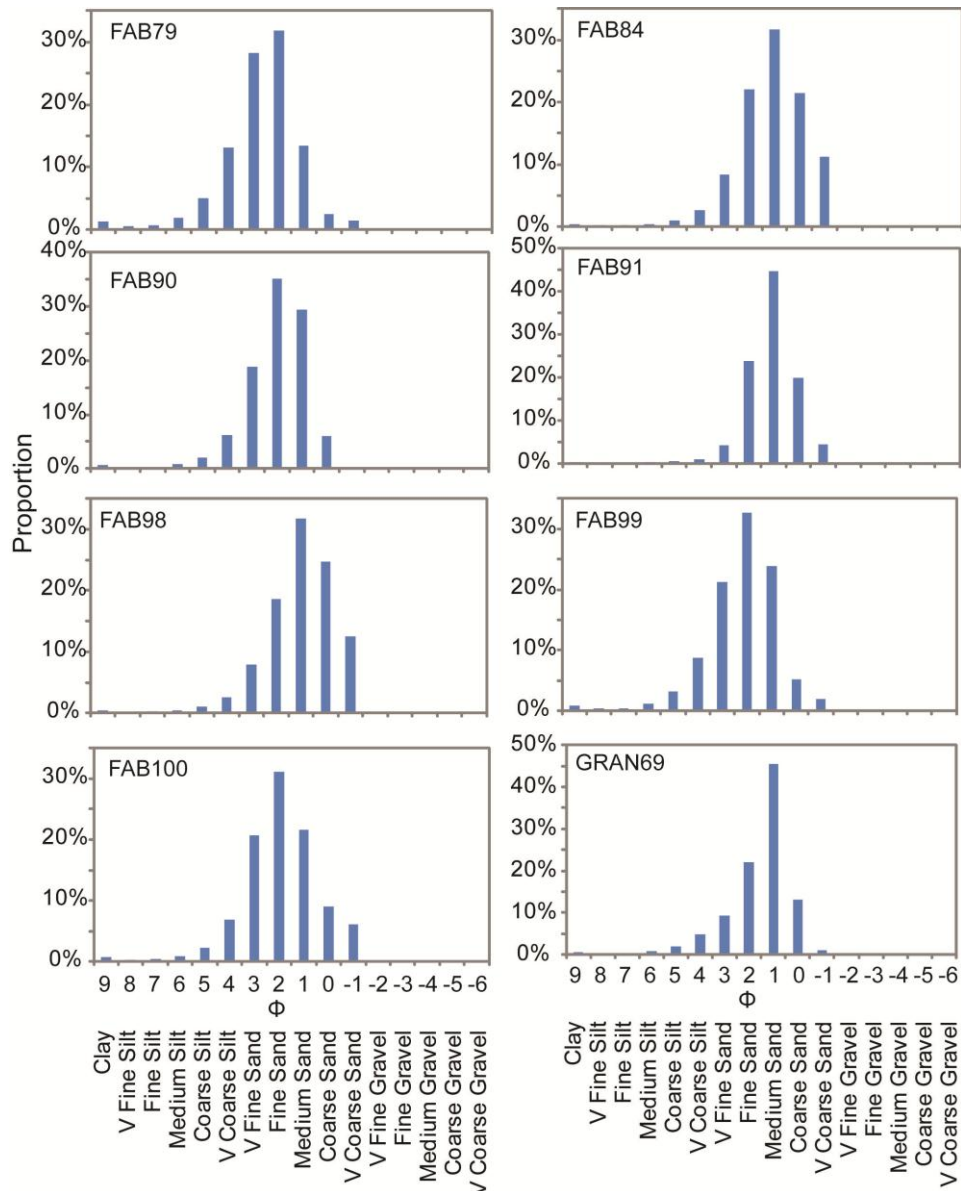 FAB79
30%
20%
10%
0%
FAB84
30%
20%
10%
0%
FAB90
40%
30%
20%
10%
0%
FAB91
50%
40%
30%
20%
10%
0%
Proportion
FAB98
30%
20%
10%
0%
FAB99
30%
20%
10%
0%
FAB100
30%
20%
10%
0%
9 8 7 6 5 4 3 2 1 0 -1 -2 -3 -4 -5 -6
Φ
Clay
V Fine Silt
Fine Silt
Medium Silt
Coarse Silt
V Coarse Silt
V Fine Sand
Fine Sand
Medium Sand
Coarse Sand
V Coarse Sand
V Fine Gravel
Fine Gravel
Medium Gravel
Coarse Gravel
V Coarse Gravel
GRAN69
50%
40%
30%
20%
10%
0%
9 8 7 6 5 4 3 2 1 0 -1 -2 -3 -4 -5 -6
Φ
Clay
V Fine Silt
Fine Silt
Medium Silt
Coarse Silt
V Coarse Silt
V Fine Sand
Fine Sand
Medium Sand
Coarse Sand
V Coarse Sand
V Fine Gravel
Fine Gravel
Medium Gravel
Coarse Gravel
V Coarse Gravel